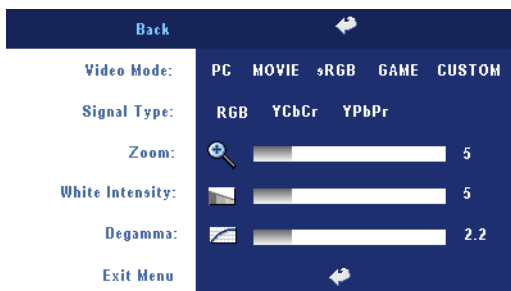 Back
Video Mode: PC MOVIE sRGB GAME CUSTOM
Signal Type: RGB YCbCr YPbPr
Zoom: 5
White Intensity: 5
Degamma: 2.2
Exit Menu